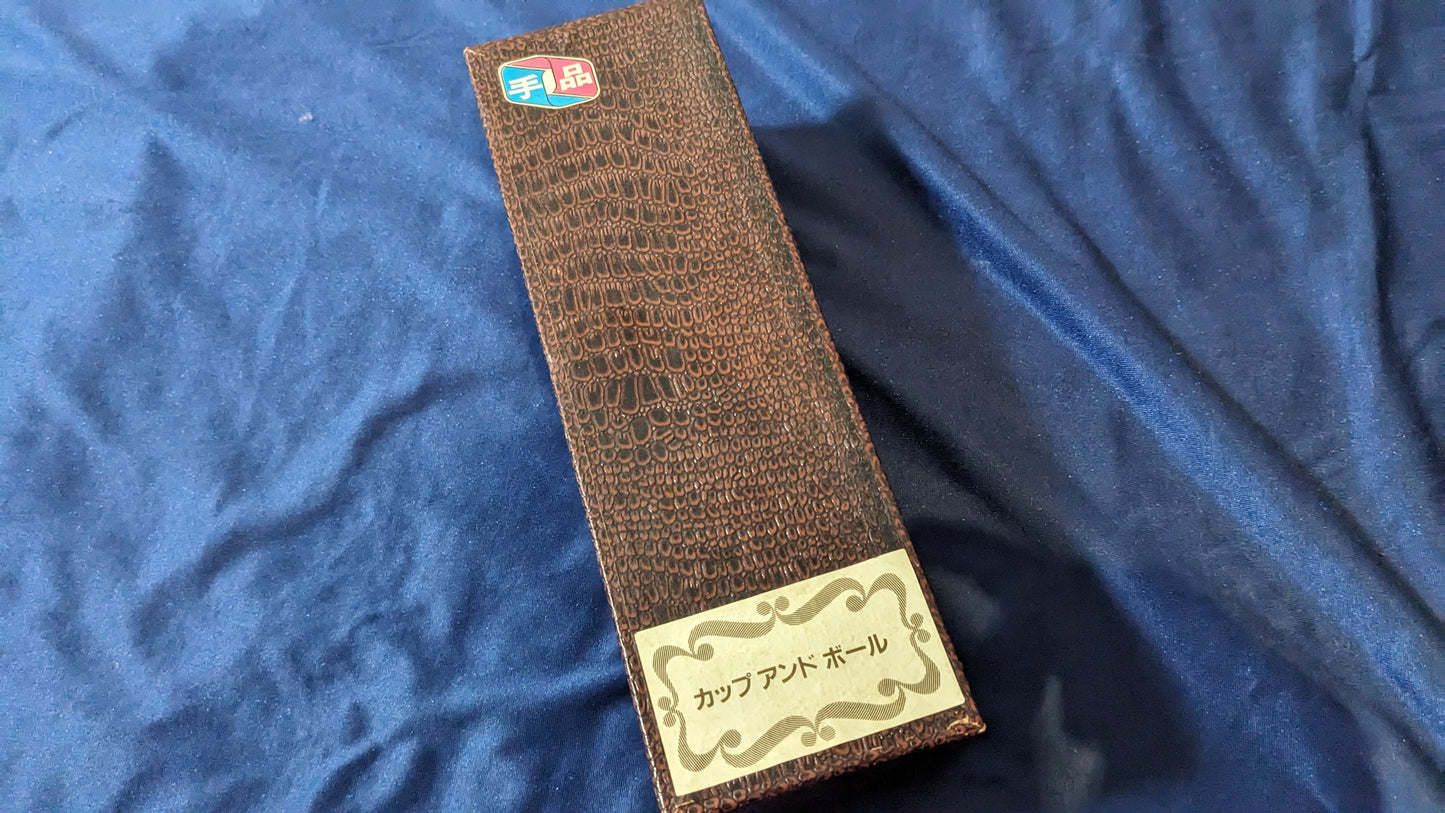 手品
カップ アンド ボール